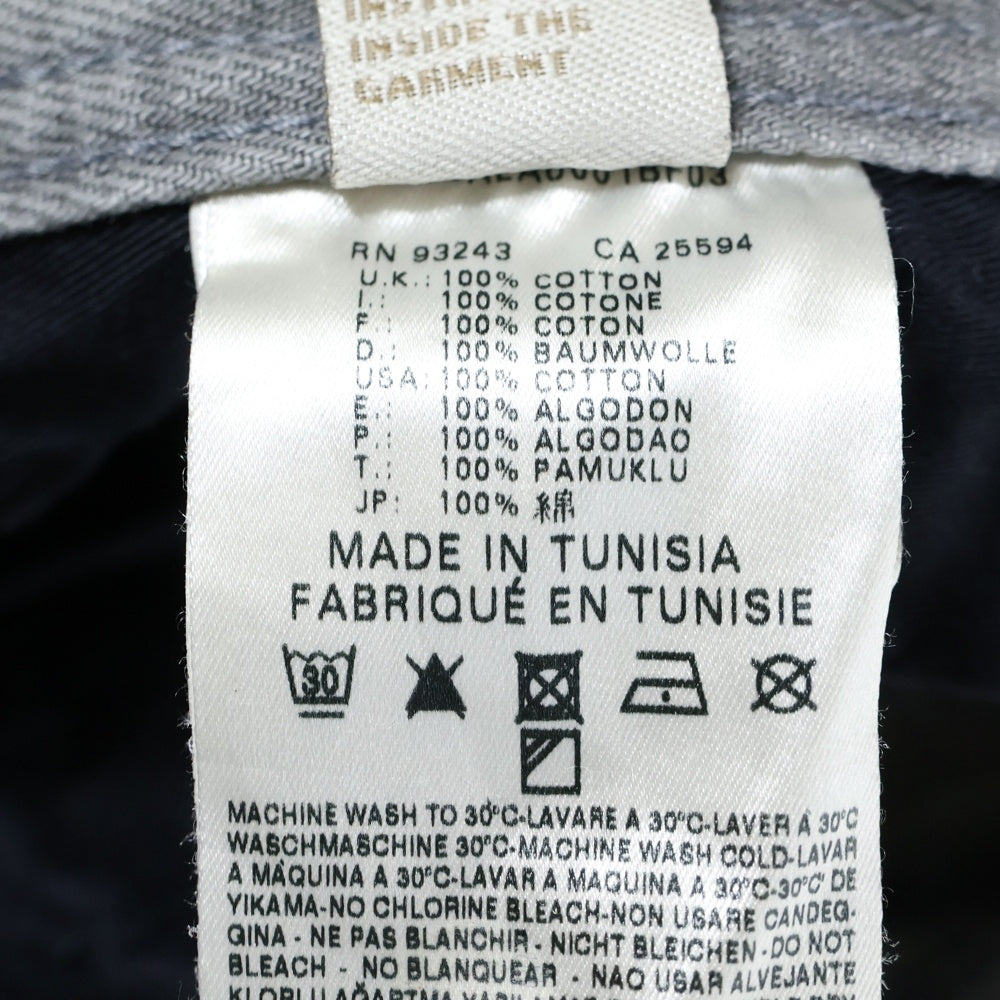 INSIDE THE
GARMENT
RN 93243 CA 25594
U.K.: 100% COTTON
I.: 100% COTONE
F.: 100% COTON
D.: 100% BAUMWOLLE
USA: 100% COTTON
E.: 100% ALGODON
P.: 100% ALGODAO
T.: 100% PAMUKLU
JP: 100% 綿
MADE IN TUNISIA
FABRIQUÉ EN TUNISIE
30
MACHINE WASH TO 30°C-LAVARE A 30°C-LAVER À 30°C
WASCHMASCHINE 30°C-MACHINE WASH COLD-LAVAR
A MÀQUINA A 30°C-LAVAR A MAQUINA A 30°C-30°C' DE
YIKAMA-NO CHLORINE BLEACH-NON USARE CANDEG-
GINA - NE PAS BLANCHIR - NICHT BLEICHEN-DO NOT
BLEACH - NO BLANQUEAR - NÃO USAR ALVEJANTE